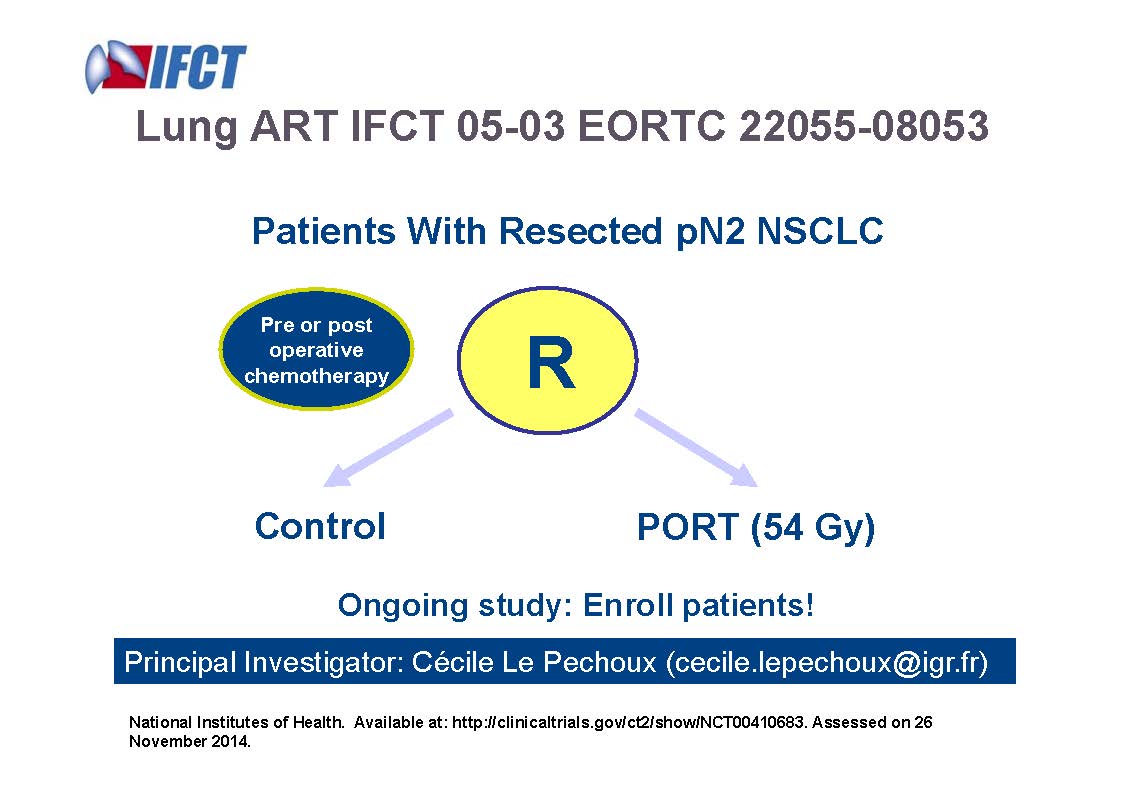 IFCT
Lung ART IFCT 05-03 EORTC 22055-08053
Patients With Resected pN2 NSCLC
Pre or post
operative
chemotherapy
R
Control
PORT (54 Gy)
Ongoing study: Enroll patients!
Principal Investigator: Cécile Le Pechoux (cecile.lepechoux@igr.fr)
National Institutes of Health.  Available at: http://clinicaltrials.gov/ct2/show/NCT00410683. Assessed on 26
November 2014.